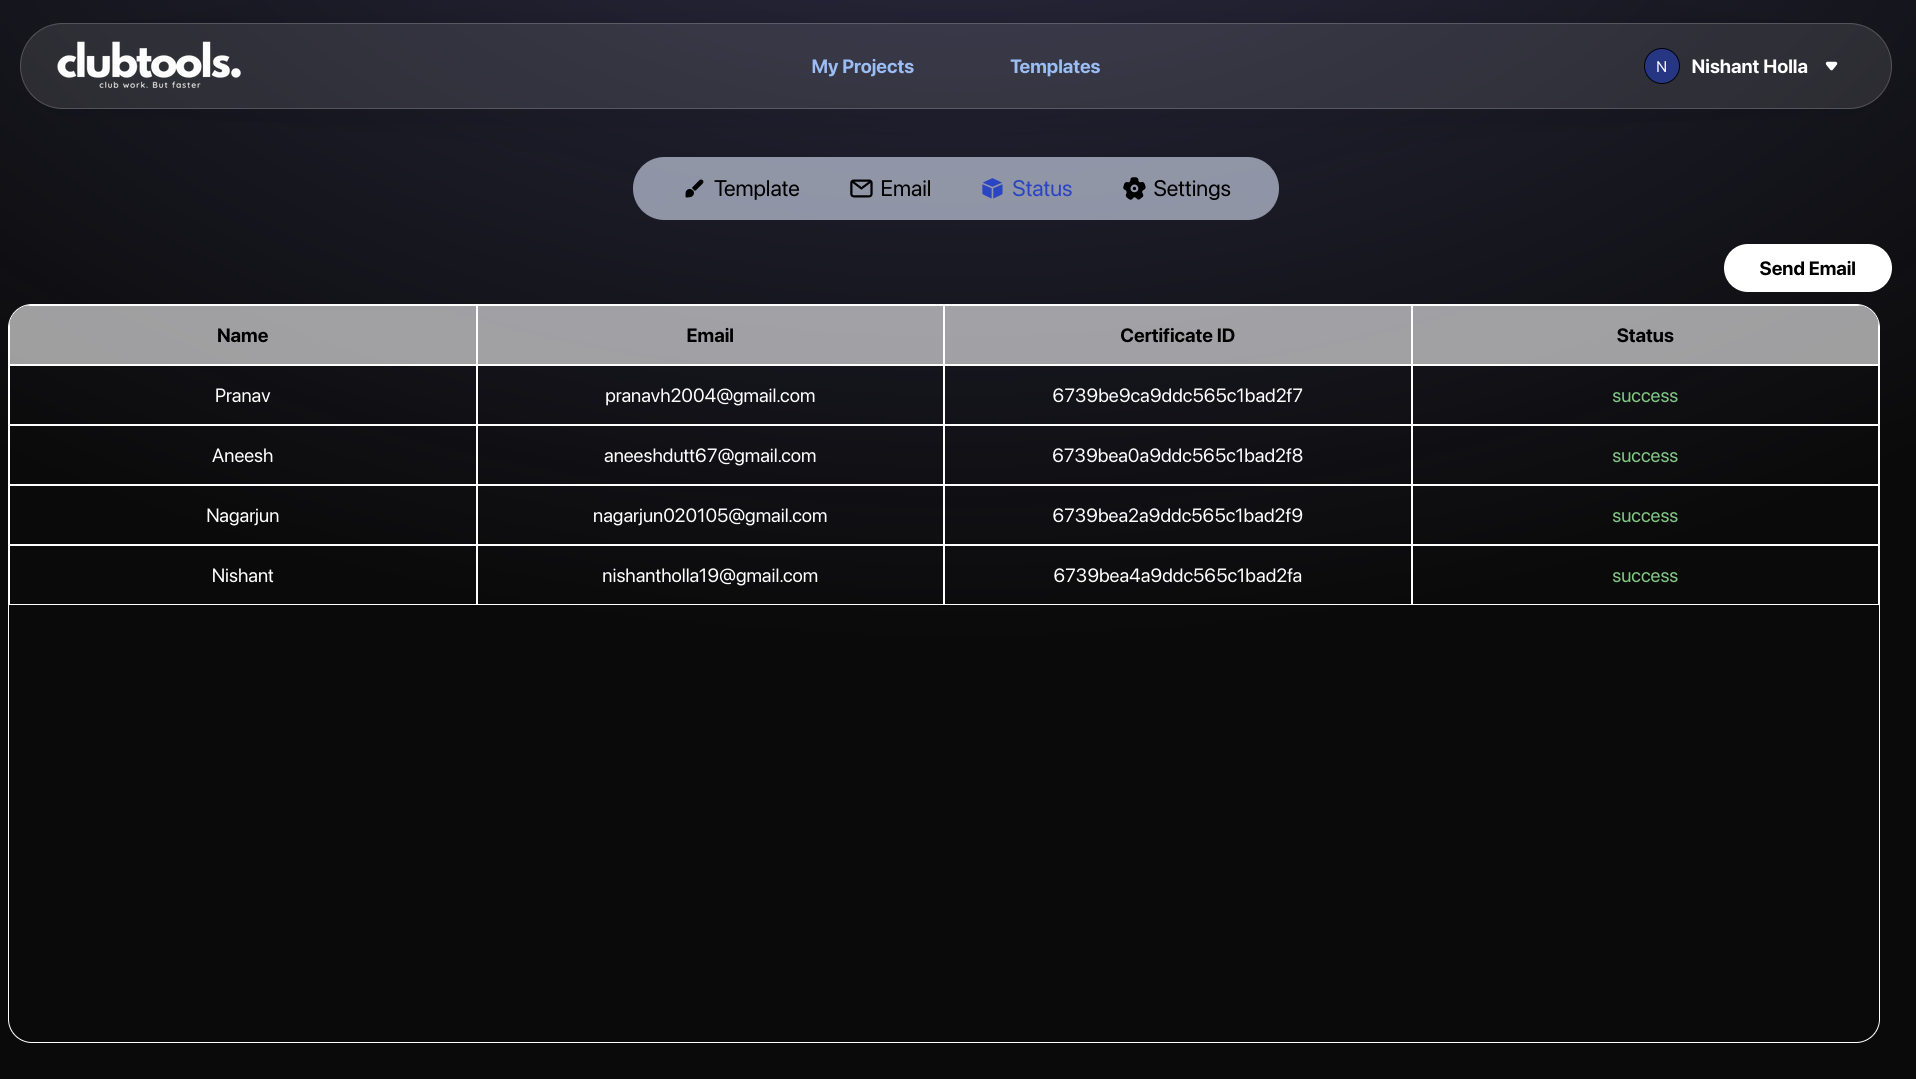 clubtools.
club work. But faster
My Projects
Templates
N
Nishant Holla
Template
Email
Status
Settings
Send Email
Name Email Certificate ID Status
Pranav pranavh2004@gmail.com 6739be9ca9ddc565c1bad2f7 success
Aneesh aneeshdutt67@gmail.com 6739bea0a9ddc565c1bad2f8 success
Nagarjun nagarjun020105@gmail.com 6739bea2a9ddc565c1bad2f9 success
Nishant nishantholla19@gmail.com 6739bea4a9ddc565c1bad2fa success